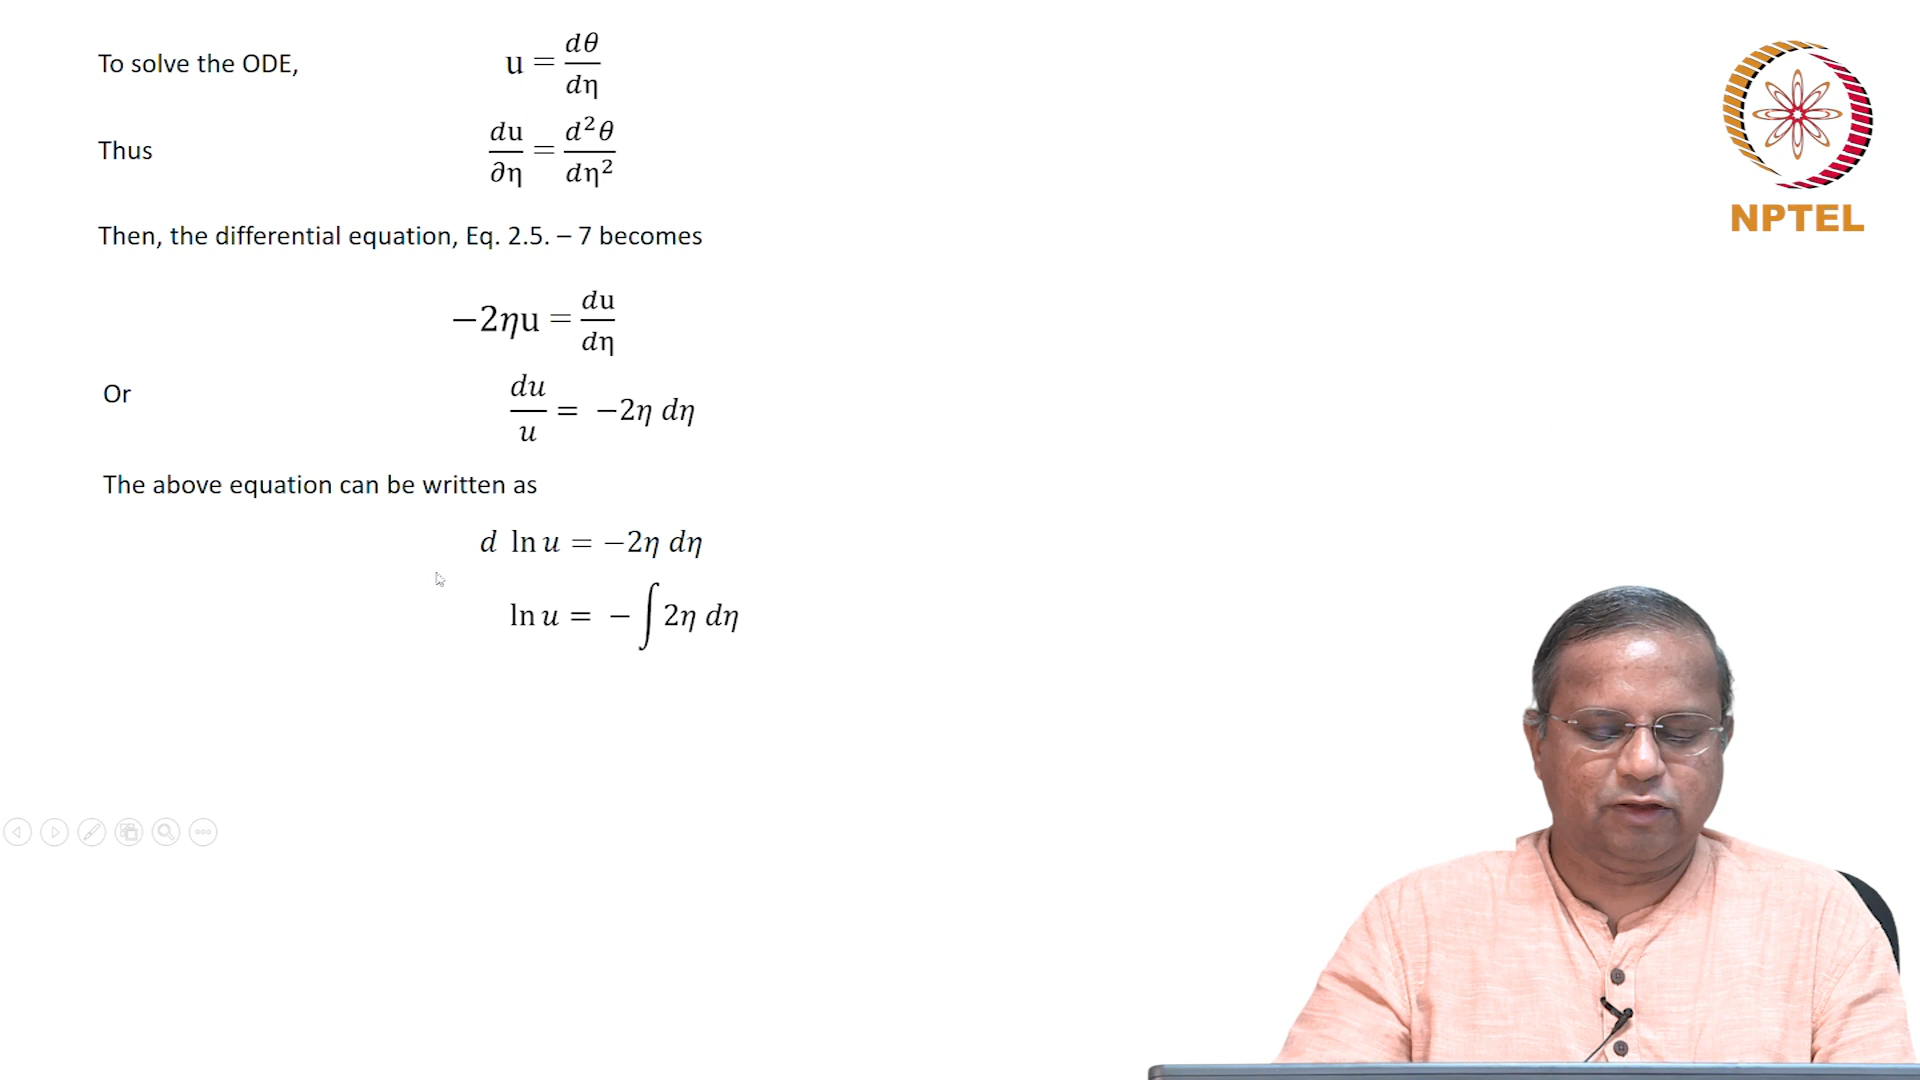 To solve the ODE, u = dθ/dη
Thus du/∂η = d²θ/dη²
Then, the differential equation, Eq. 2.5. – 7 becomes
−2ηu = du/dη
Or du/u = −2η dη
The above equation can be written as
d ln u = −2η dη
ln u = − ∫ 2η dη
NPTEL